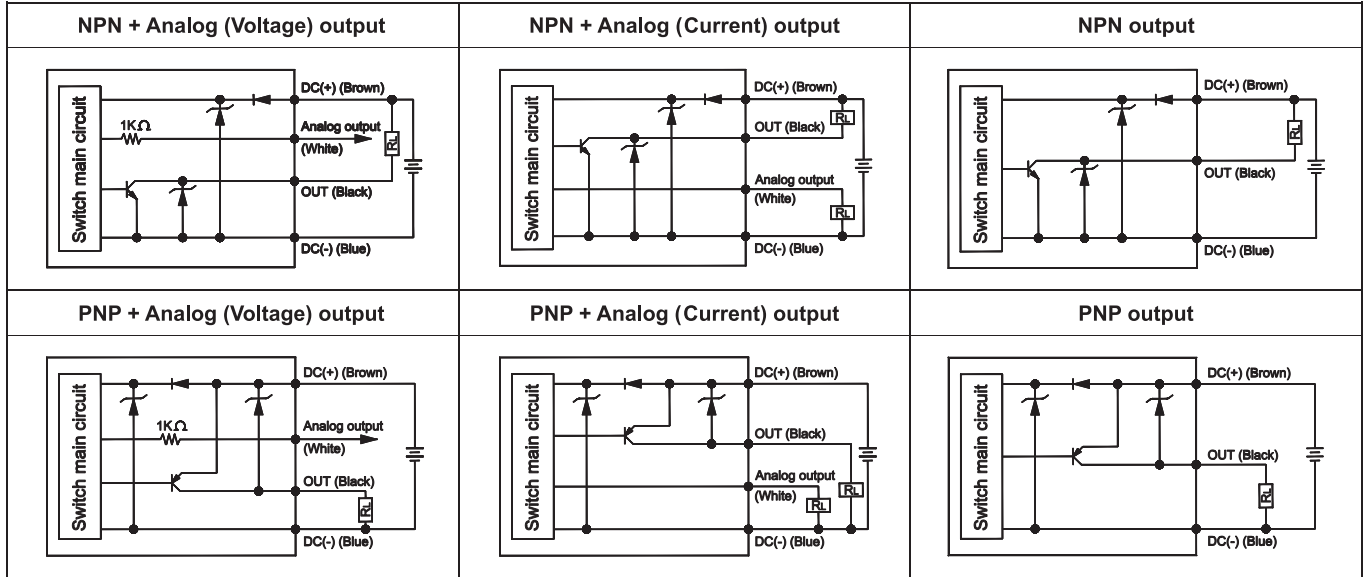 NPN + Analog (Voltage) output
Switch main circuit
1KΩ
DC(+) (Brown)
Analog output
(White)
RL
OUT (Black)
DC(-) (Blue)
NPN + Analog (Current) output
Switch main circuit
DC(+) (Brown)
RL
OUT (Black)
Analog output
(White)
RL
DC(-) (Blue)
NPN output
Switch main circuit
DC(+) (Brown)
RL
OUT (Black)
DC(-) (Blue)
PNP + Analog (Voltage) output
Switch main circuit
1KΩ
DC(+) (Brown)
Analog output
(White)
OUT (Black)
RL
DC(-) (Blue)
PNP + Analog (Current) output
Switch main circuit
DC(+) (Brown)
OUT (Black)
Analog output
(White)
RL
RL
DC(-) (Blue)
PNP output
Switch main circuit
DC(+) (Brown)
OUT (Black)
RL
DC(-) (Blue)